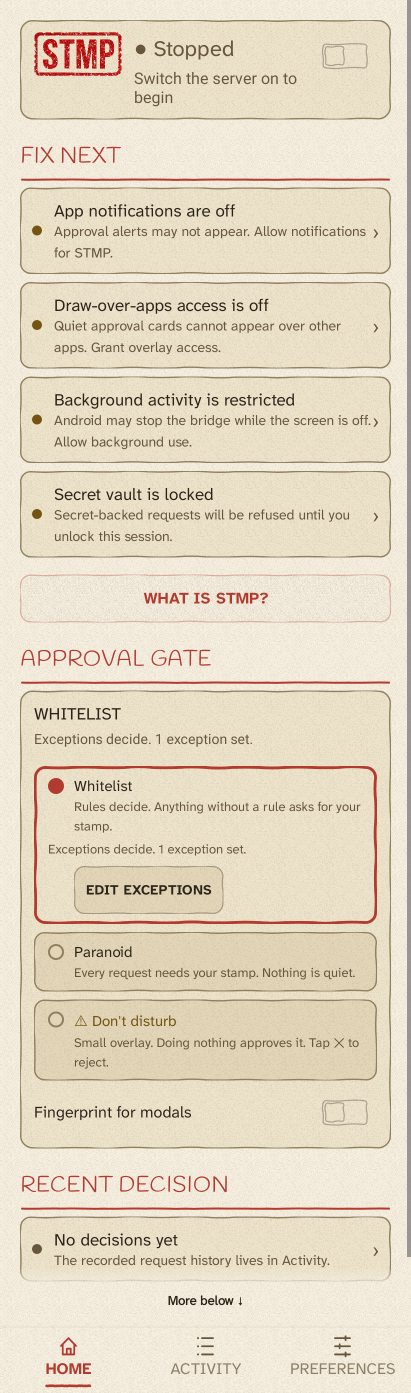 STMP
● Stopped
Switch the server on to
begin
FIX NEXT
App notifications are off
Approval alerts may not appear. Allow notifications
for STMP.
Draw-over-apps access is off
Quiet approval cards cannot appear over other
apps. Grant overlay access.
Background activity is restricted
Android may stop the bridge while the screen is off.
Allow background use.
Secret vault is locked
Secret-backed requests will be refused until you
unlock this session.
WHAT IS STMP?
APPROVAL GATE
WHITELIST
Exceptions decide. 1 exception set.
Whitelist
Rules decide. Anything without a rule asks for your
stamp.
Exceptions decide. 1 exception set.
EDIT EXCEPTIONS
Paranoid
Every request needs your stamp. Nothing is quiet.
⚠ Don't disturb
Small overlay. Doing nothing approves it. Tap ✕ to
reject.
Fingerprint for modals
RECENT DECISION
No decisions yet
The recorded request history lives in Activity.
More below ↓
HOME
ACTIVITY
PREFERENCES